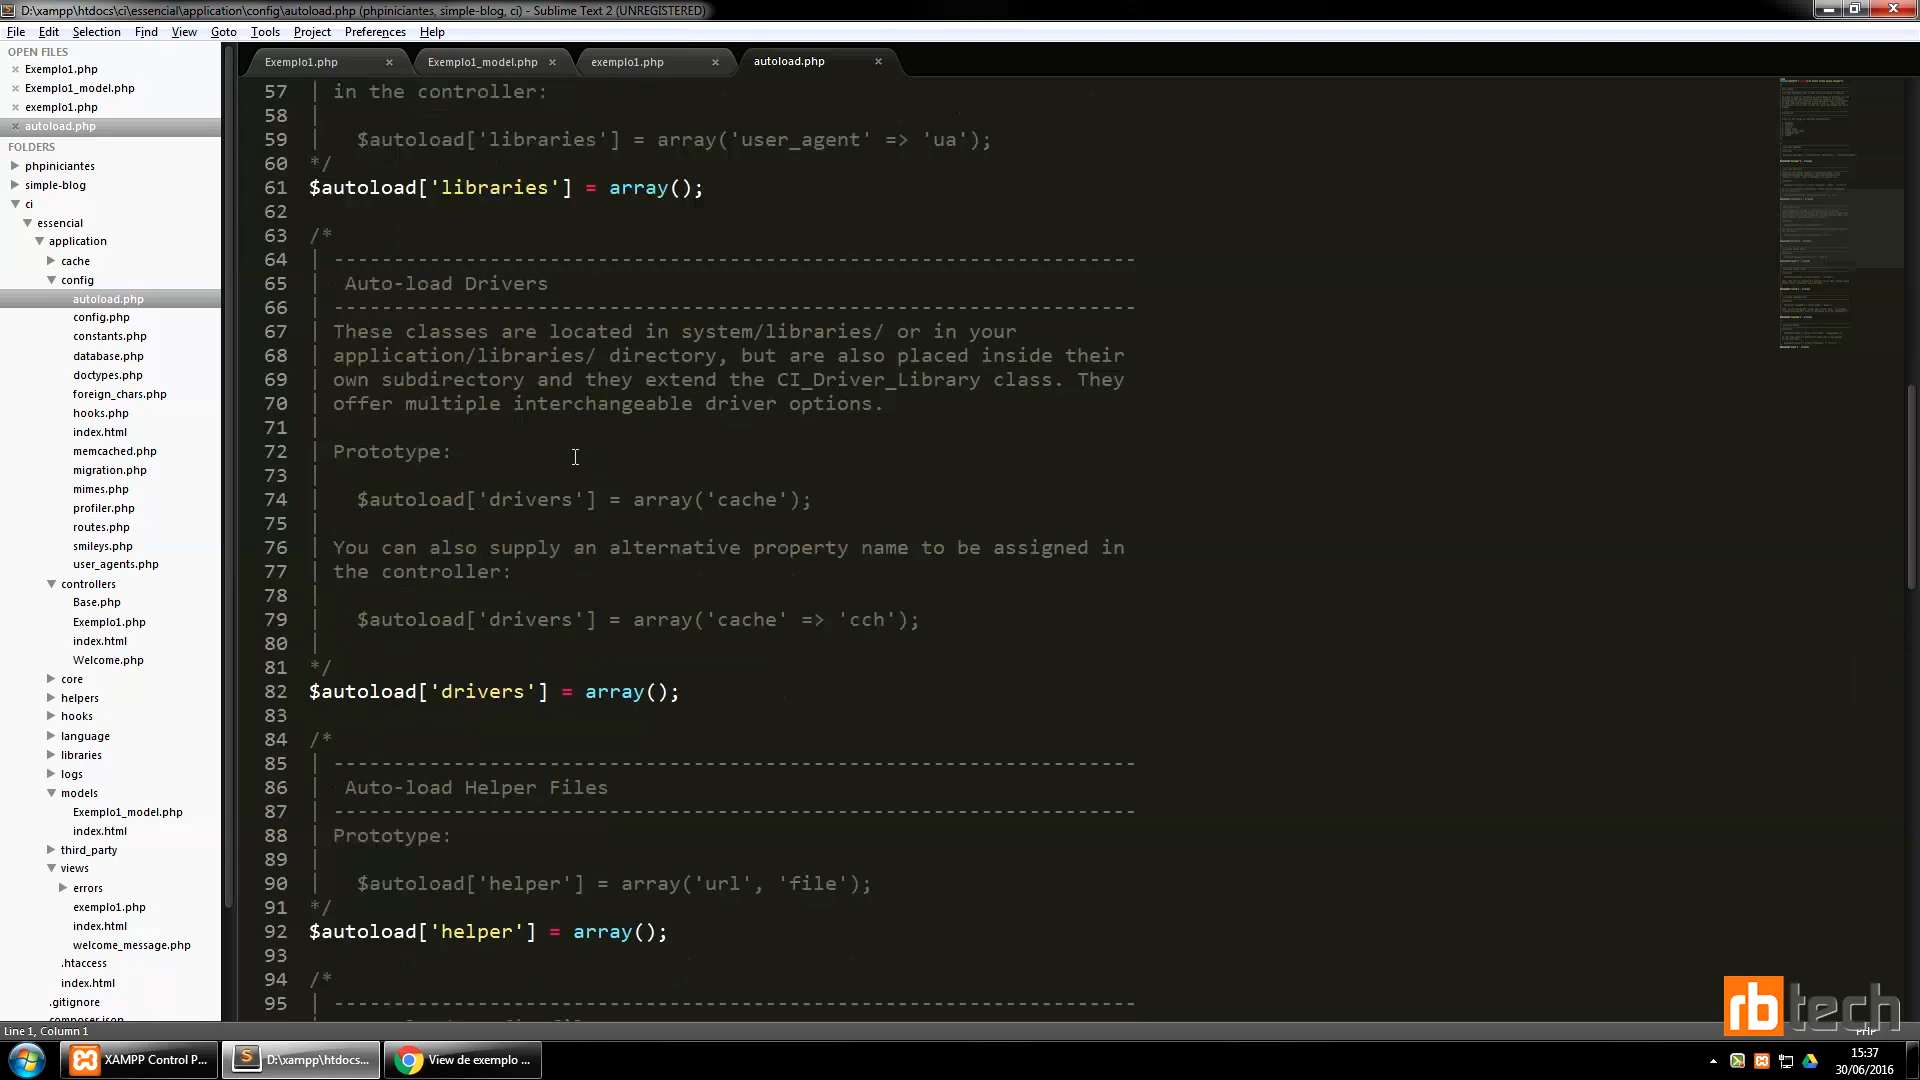 D:\xampp\htdocs\ci\essencial\application\config\autoload.php (phpiniciantes, simple-blog, ci) - Sublime Text 2 (UNREGISTERED)
File Edit Selection Find View Goto Tools Project Preferences Help
OPEN FILES
Exemplo1.php
Exemplo1_model.php
exemplo1.php
autoload.php
FOLDERS
phpiniciantes
simple-blog
ci
essencial
application
cache
config
autoload.php
config.php
constants.php
database.php
doctypes.php
foreign_chars.php
hooks.php
index.html
memcached.php
migration.php
mimes.php
profiler.php
routes.php
smileys.php
user_agents.php
controllers
Base.php
Exemplo1.php
index.html
Welcome.php
core
helpers
hooks
language
libraries
logs
models
Exemplo1_model.php
index.html
third_party
views
errors
exemplo1.php
index.html
welcome_message.php
.htaccess
index.html
.gitignore
composer.json
Exemplo1.php Exemplo1_model.php exemplo1.php autoload.php
57 | in the controller:
58 |
59 | $autoload['libraries'] = array('user_agent' => 'ua');
60 */
61 $autoload['libraries'] = array();
62
63 /*
64 | -------------------------------------------------------------------
65 | Auto-load Drivers
66 | -------------------------------------------------------------------
67 | These classes are located in system/libraries/ or in your
68 | application/libraries/ directory, but are also placed inside their
69 | own subdirectory and they extend the CI_Driver_Library class. They
70 | offer multiple interchangeable driver options.
71 |
72 | Prototype:
73 |
74 | $autoload['drivers'] = array('cache');
75 |
76 | You can also supply an alternative property name to be assigned in
77 | the controller:
78 |
79 | $autoload['drivers'] = array('cache' => 'cch');
80 |
81 */
82 $autoload['drivers'] = array();
83
84 /*
85 | -------------------------------------------------------------------
86 | Auto-load Helper Files
87 | -------------------------------------------------------------------
88 | Prototype:
89 |
90 | $autoload['helper'] = array('url', 'file');
91 */
92 $autoload['helper'] = array();
93
94 /*
95 | -------------------------------------------------------------------
rbtech
Line 1, Column 1
PHP
XAMPP Control P...
D:\xampp\htdocs...
View de exemplo ...
15:37
30/06/2016